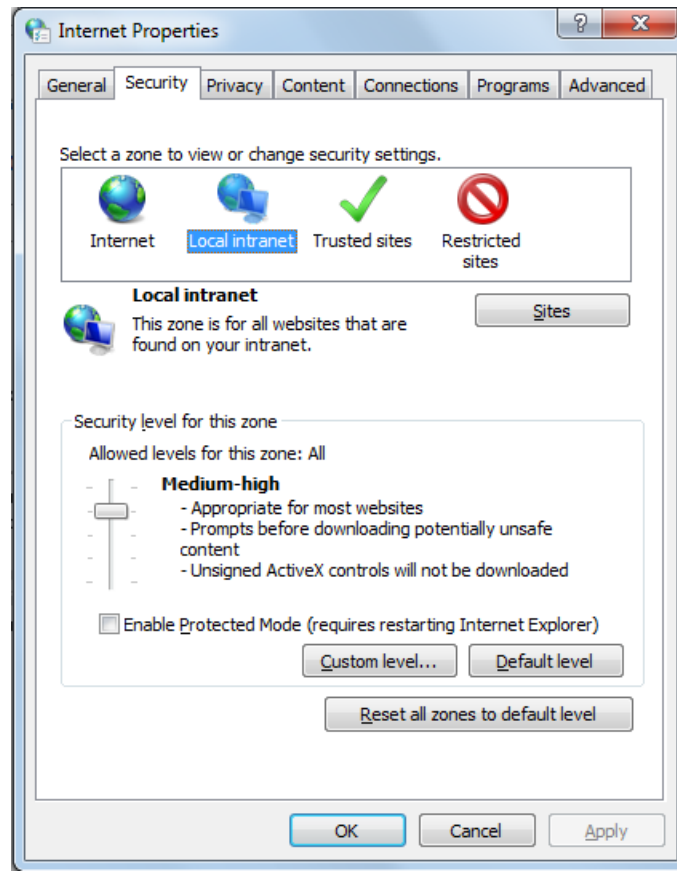 Internet Properties
?
X
General Security Privacy Content Connections Programs Advanced
Select a zone to view or change security settings.
Internet Local intranet Trusted sites Restricted
sites
Local intranet
Sites
This zone is for all websites that are
found on your intranet.
Security level for this zone
Allowed levels for this zone: All
Medium-high
- Appropriate for most websites
- Prompts before downloading potentially unsafe
content
- Unsigned ActiveX controls will not be downloaded
Enable Protected Mode (requires restarting Internet Explorer)
Custom level... Default level
Reset all zones to default level
OK Cancel Apply